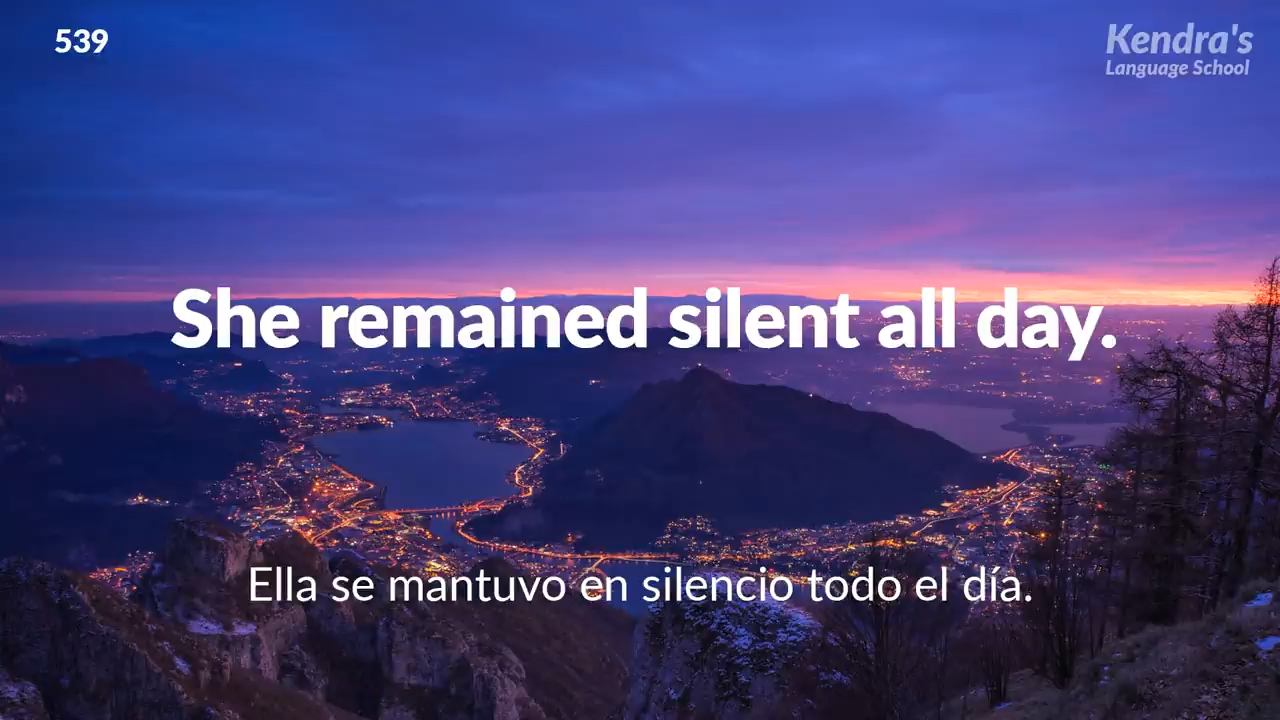 539
Kendra's
Language School
She remained silent all day.
Ella se mantuvo en silencio todo el día.